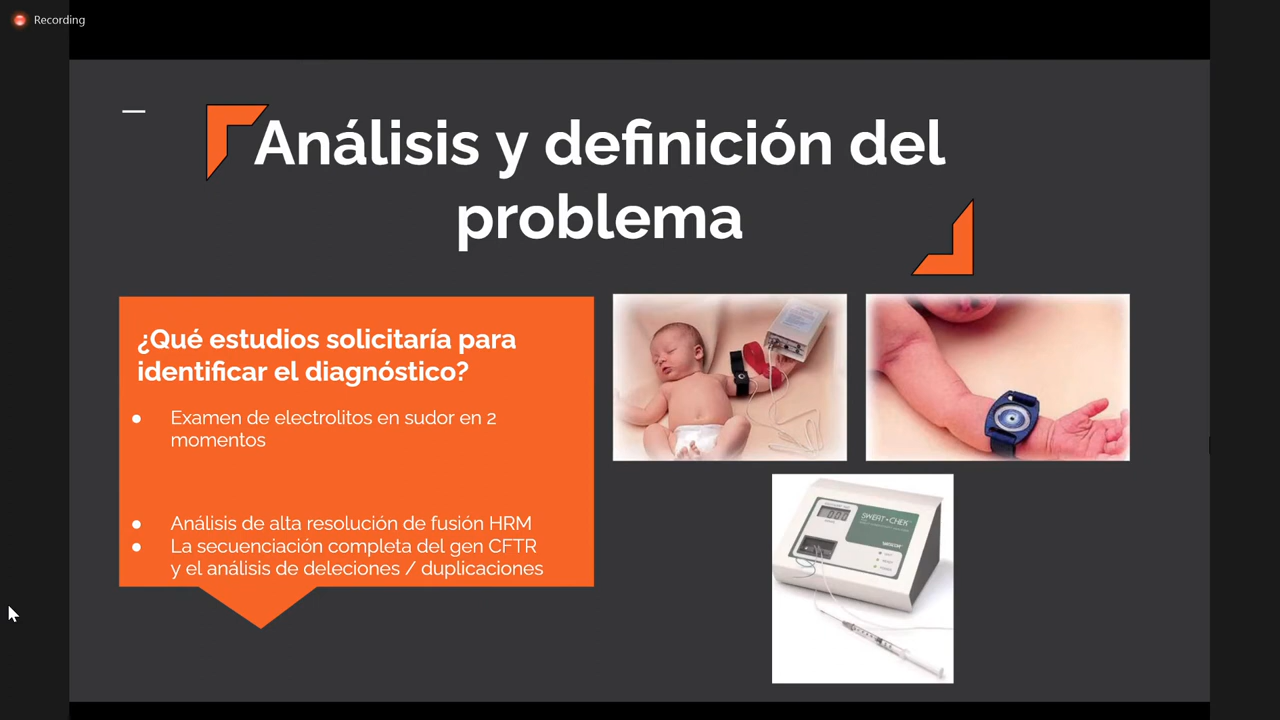 Recording
Análisis y definición del
problema
¿Qué estudios solicitaría para
identificar el diagnóstico?
● Examen de electrolitos en sudor en 2
momentos
● Análisis de alta resolución de fusión HRM
● La secuenciación completa del gen CFTR
y el análisis de deleciones / duplicaciones
SWEAT•CHEK